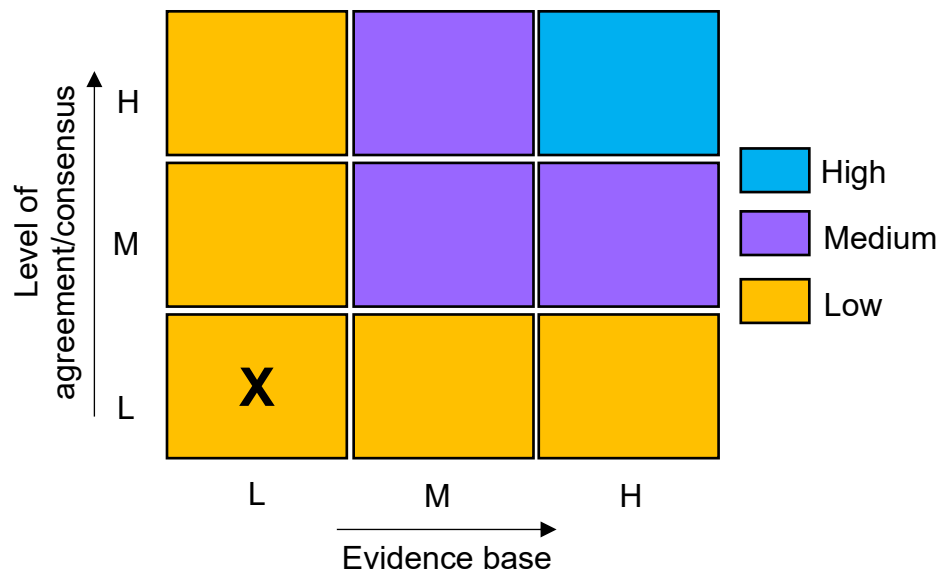 Level of
agreement/consensus
H
M
L
X
L
M
H
Evidence base
High
Medium
Low